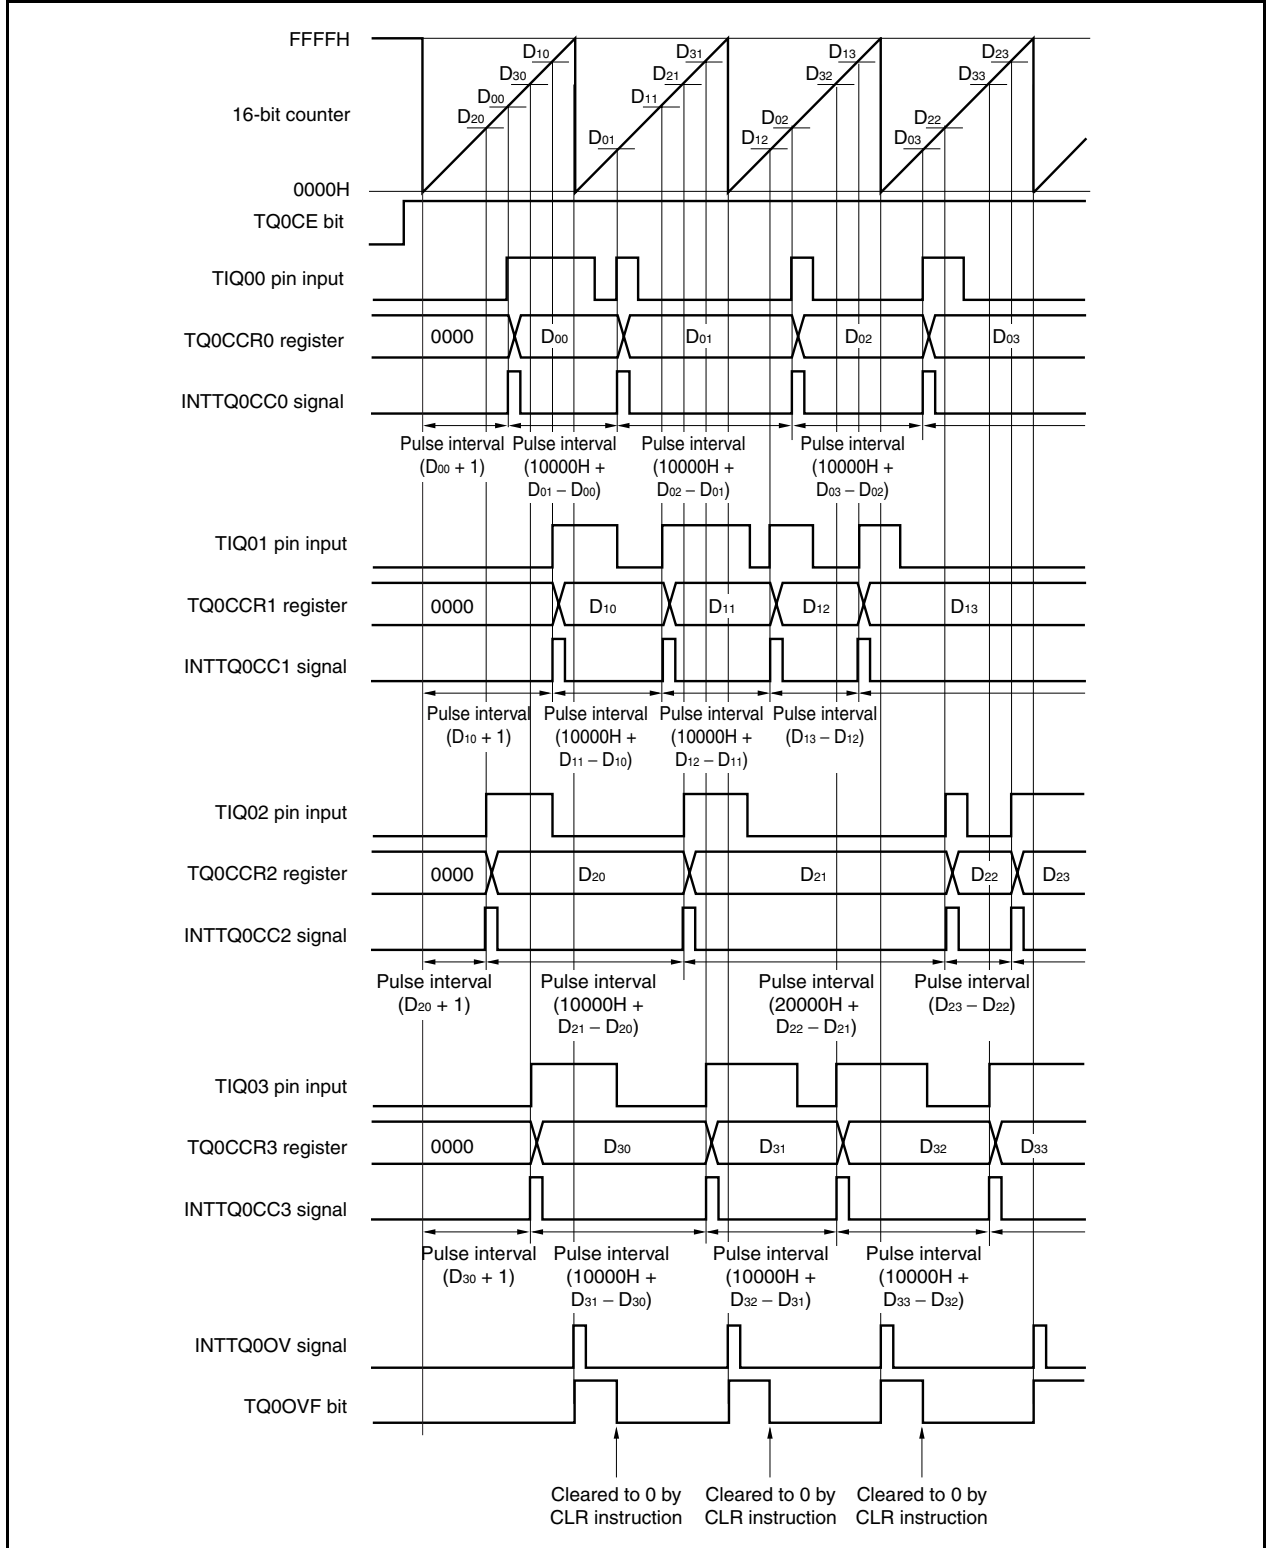 FFFFH
D10
D31
D13
D23
D30
D21
D32
D33
D00
D11
16-bit counter
D20
D02
D22
D01
D12
D03
0000H
TQ0CE bit
TIQ00 pin input
TQ0CCR0 register
0000
D00
D01
D02
D03
INTTQ0CC0 signal
Pulse interval
(D00 + 1)
Pulse interval
(10000H +
D01 – D00)
Pulse interval
(10000H +
D02 – D01)
Pulse interval
(10000H +
D03 – D02)
TIQ01 pin input
TQ0CCR1 register
0000
D10
D11
D12
D13
INTTQ0CC1 signal
Pulse interval
(D10 + 1)
Pulse interval
(10000H +
D11 – D10)
Pulse interval
(10000H +
D12 – D11)
Pulse interval
(D13 – D12)
TIQ02 pin input
TQ0CCR2 register
0000
D20
D21
D22
D23
INTTQ0CC2 signal
Pulse interval
(D20 + 1)
Pulse interval
(10000H +
D21 – D20)
Pulse interval
(20000H +
D22 – D21)
Pulse interval
(D23 – D22)
TIQ03 pin input
TQ0CCR3 register
0000
D30
D31
D32
D33
INTTQ0CC3 signal
Pulse interval
(D30 + 1)
Pulse interval
(10000H +
D31 – D30)
Pulse interval
(10000H +
D32 – D31)
Pulse interval
(10000H +
D33 – D32)
INTTQ0OV signal
TQ0OVF bit
Cleared to 0 by
CLR instruction
Cleared to 0 by
CLR instruction
Cleared to 0 by
CLR instruction